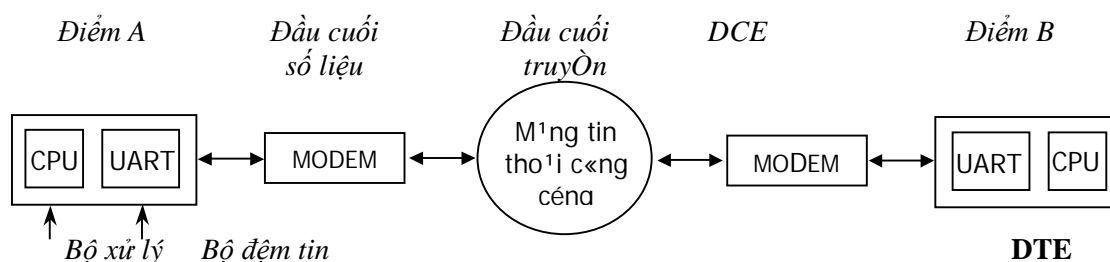 Điểm A Đầu cuối Đầu cuối DCE Điểm B
số liệu truyÒn
CPU UART MODEM M¹ng tin MODEM UART CPU
tho¹i c«ng
céng
Bộ xử lý Bộ đệm tin DTE